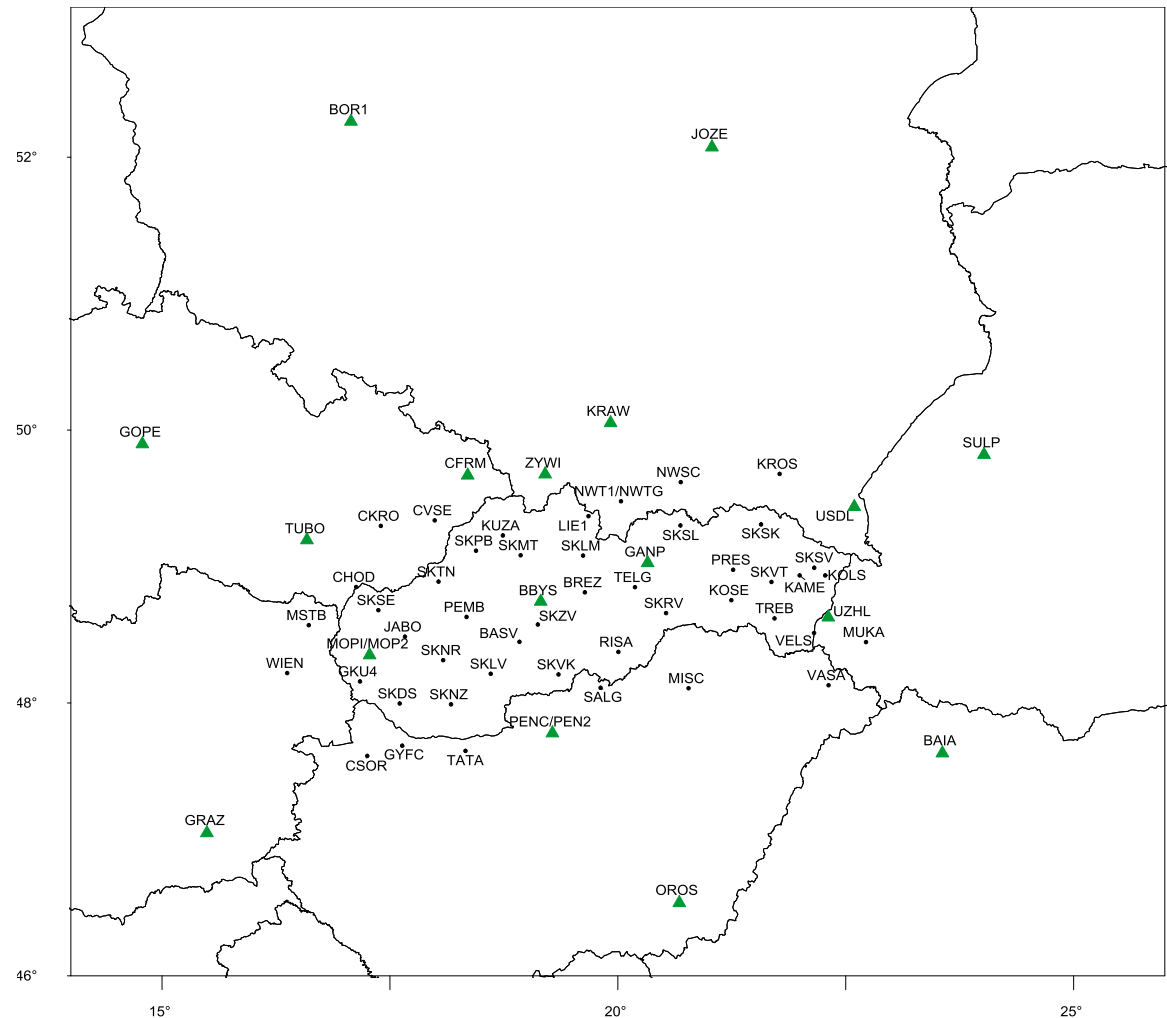 BOR1
JOZE
52°
KRAW
50°
GOPE
SULP
CFRM
ZYWI
KROS
NWSC
NWT1/NWTG
CVSE
CKRO
USDL
TUBO
KUZA
LIE1
SKSL
SKSK
SKPB
SKMT
SKLM
GANP
PRES
SKSV
CHOD
SKTN
BREZ
TELG
SKVT
KOLS
KAME
SKSE
BBYS
KOSE
MSTB
PEMB
SKZV
SKRV
TREB
UZHL
JABO
BASV
VELS
MUKA
MOPI/MOP2
SKNR
RISA
WIEN
GKU4
SKLV
SKVK
MISC
VASA
SKDS
SKNZ
SALG
48°
PENC/PEN2
BAIA
CSOR
GYFC
TATA
GRAZ
OROS
46°
15°
20°
25°